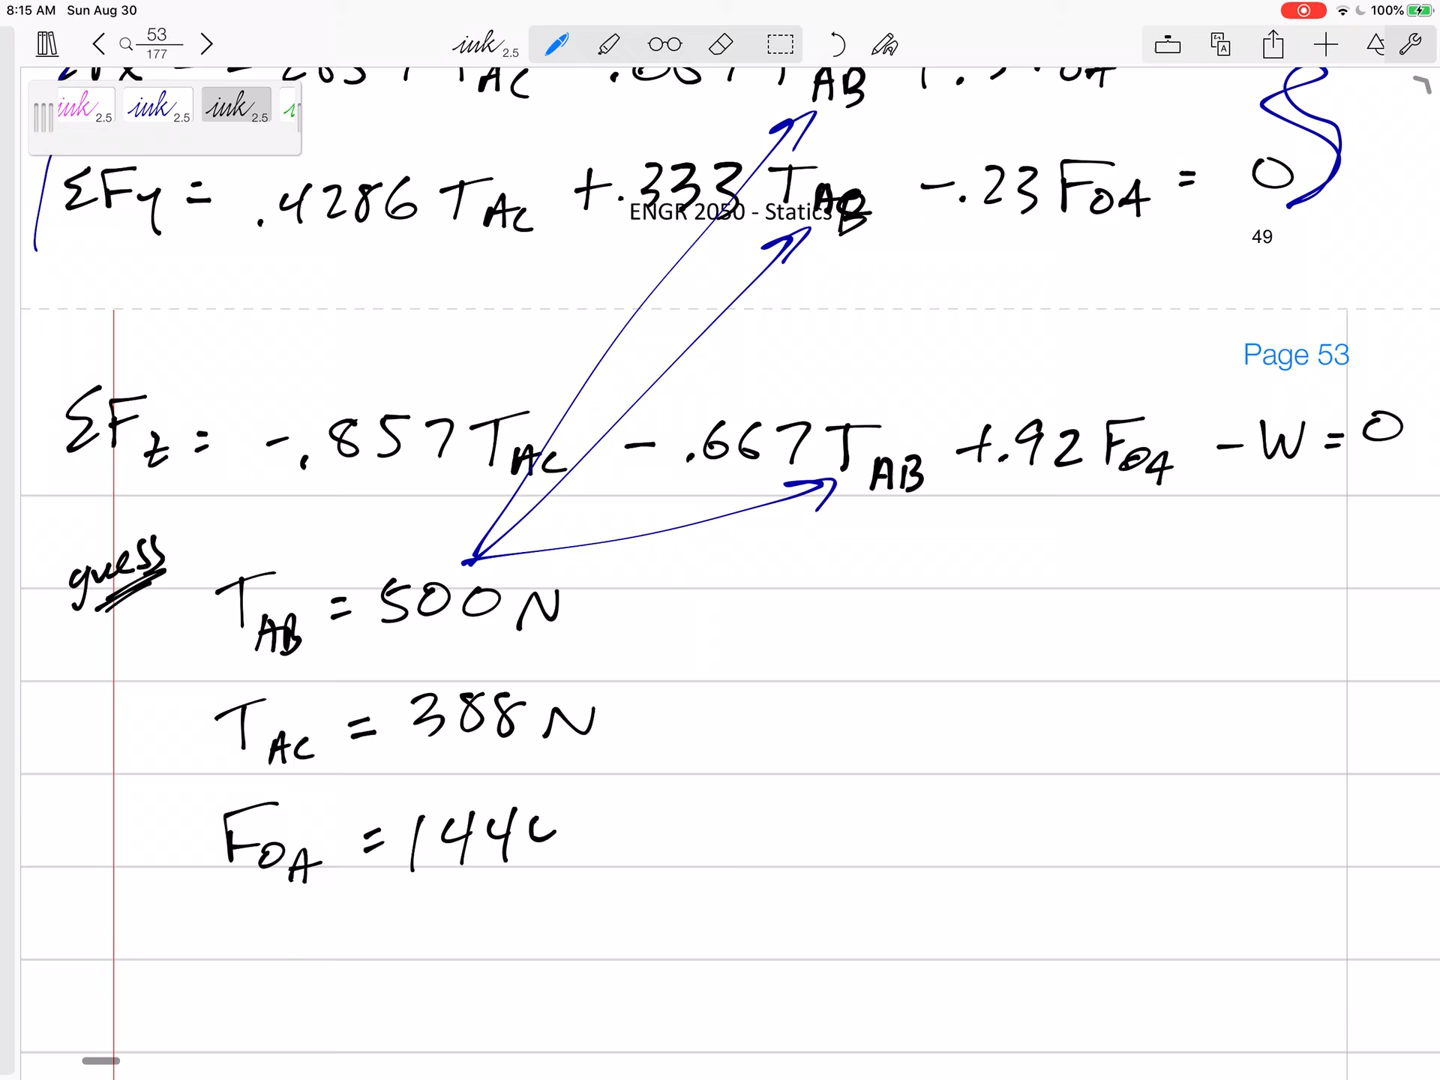 8:15 AM Sun Aug 30
100%
53
177
ink 2.5
ink 2.5
ink 2.5
ink 2.5
TAC
AB
ΣFy = .4286 TAC + .333 TAB - .23 FOA = 0
ENGR 2050 - Statics
49
Page 53
ΣFz = -.857 TAC - .667 TAB + .92 FOA - W = 0
guess
TAB = 500 N
TAC = 388 N
FOA = 144